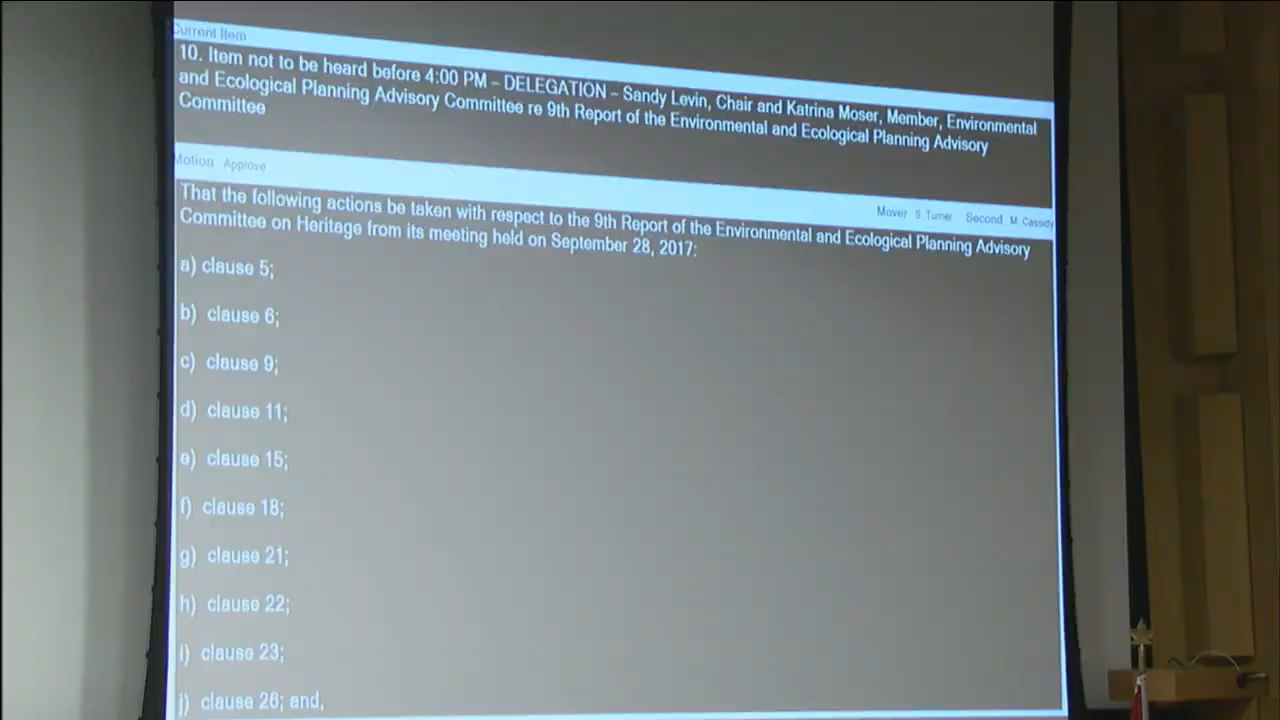 Current Item
10. Item not to be heard before 4:00 PM – DELEGATION – Sandy Levin, Chair and Katrina Moser, Member, Environmental
and Ecological Planning Advisory Committee re 9th Report of the Environmental and Ecological Planning Advisory
Committee
Motion Approve
Mover S. Turner Second M. Cassidy
That the following actions be taken with respect to the 9th Report of the Environmental and Ecological Planning Advisory
Committee on Heritage from its meeting held on September 28, 2017:
a) clause 5;
b) clause 6;
c) clause 9;
d) clause 11;
e) clause 15;
f) clause 18;
g) clause 21;
h) clause 22;
i) clause 23;
j) clause 26; and,